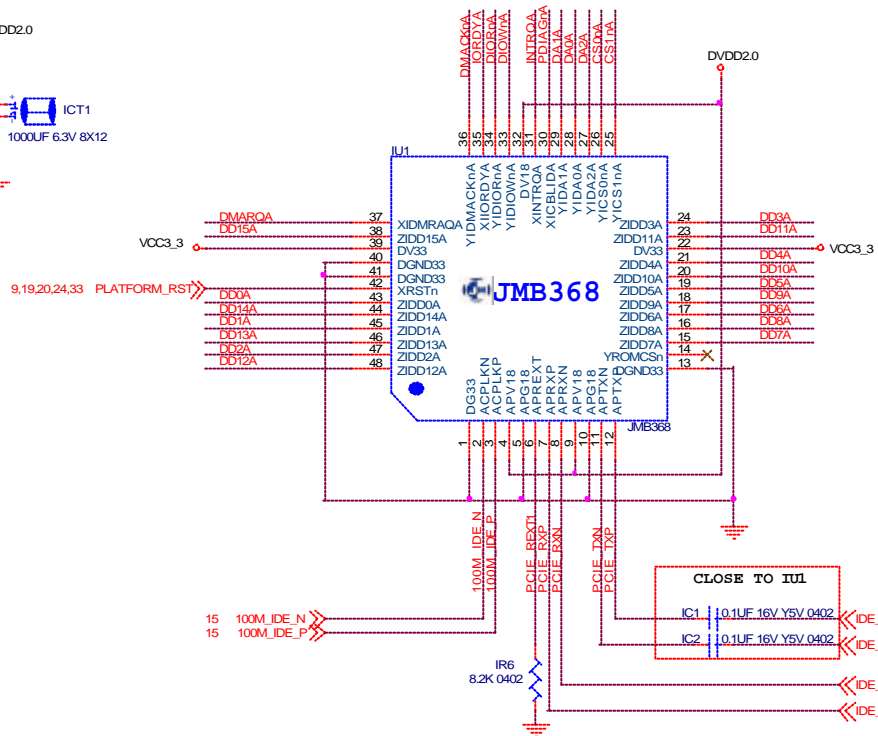 DD2.0
ICT1
1000UF 6.3V 8X12
DMACKnA
IORDYA
DIORnA
DIOWnA
INTRQA
PDIAGnA
DA1A
DA0A
DA2A
CS0nA
CS1nA
DVDD2.0
36
35
34
33
32
31
30
29
28
27
26
25
IU1
YIDMACKnA
XIIORDYA
YIDIORnA
YIDIOWnA
DV18
XINTRQA
XICBLIDA
YIDA1A
YIDA0A
YIDA2A
YICS0nA
YICS1nA
DMARQA 37 XIDMRAQA
DD15A 38 ZIDD15A
VCC3_3 39 DV33
40 DGND33
41 DGND33
9,19,20,24,33 PLATFORM_RST 42 XRSTn
DD0A 43 ZIDD0A
DD14A 44 ZIDD14A
DD1A 45 ZIDD1A
DD13A 46 ZIDD13A
DD2A 47 ZIDD2A
DD12A 48 ZIDD12A
JMB368
ZIDD3A 24 DD3A
ZIDD11A 23 DD11A
DV33 22 VCC3_3
ZIDD4A 21 DD4A
ZIDD10A 20 DD10A
ZIDD5A 19 DD5A
ZIDD9A 18 DD9A
ZIDD6A 17 DD6A
ZIDD8A 16 DD8A
ZIDD7A 15 DD7A
YROMCSn 14
DGND33 13
DG33
ACPLKN
ACPLKP
APV18
APG18
APREXT
APRXP
APRXN
APV18
APG18
APTXN
APTXP
JMB368
1
2
3
4
5
6
7
8
9
10
11
12
100M_IDE_N
100M_IDE_P
PCIE_REXT1
PCIE_RXP
PCIE_RXN
PCIE_TXN
PCIE_TXP
CLOSE TO IU1
IC1 0.1UF 16V Y5V 0402 IDE_
IC2 0.1UF 16V Y5V 0402 IDE_
15 100M_IDE_N
15 100M_IDE_P
IR6
8.2K 0402
IDE_
IDE_